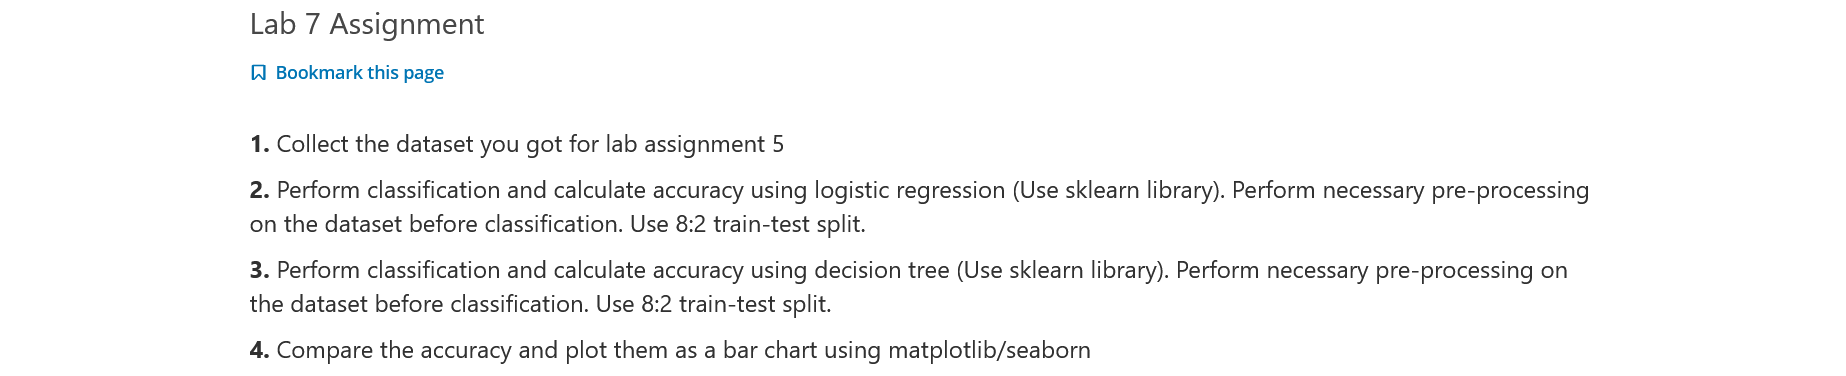 Lab 7 Assignment
Bookmark this page
1. Collect the dataset you got for lab assignment 5
2. Perform classification and calculate accuracy using logistic regression (Use sklearn library). Perform necessary pre-processing
on the dataset before classification. Use 8:2 train-test split.
3. Perform classification and calculate accuracy using decision tree (Use sklearn library). Perform necessary pre-processing on
the dataset before classification. Use 8:2 train-test split.
4. Compare the accuracy and plot them as a bar chart using matplotlib/seaborn